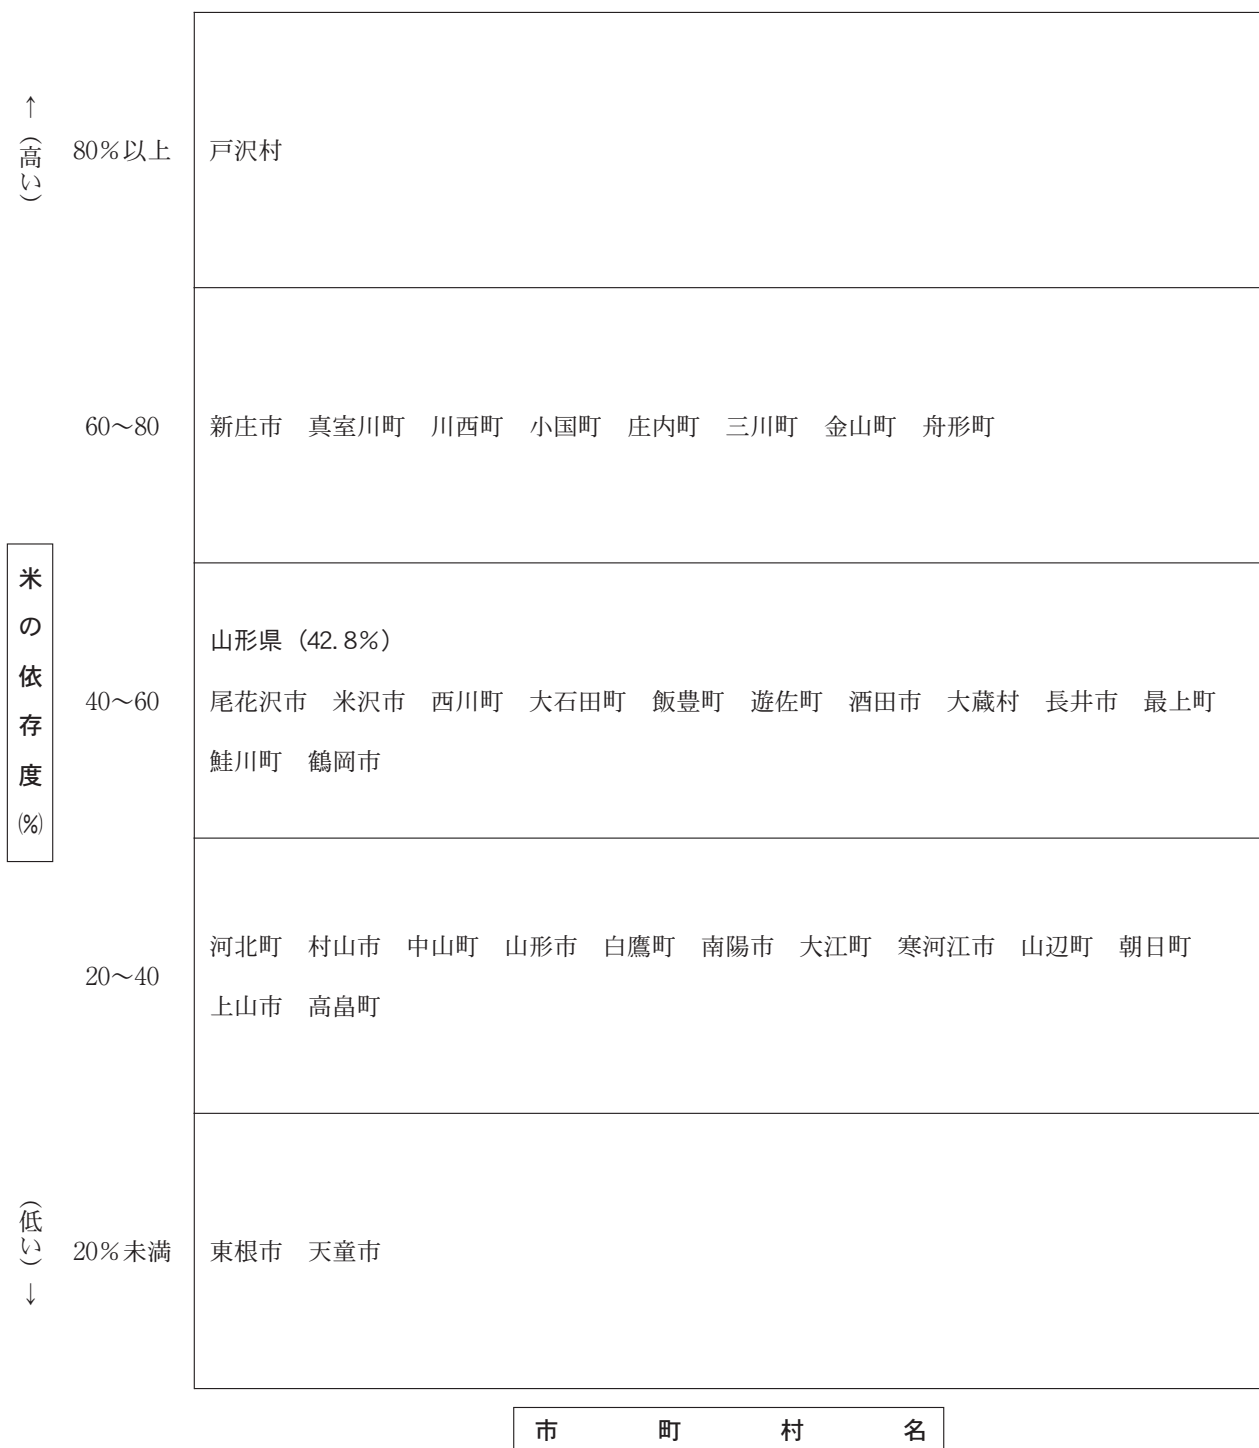 ↑(高い)
80%以上 戸沢村
60〜80 新庄市 真室川町 川西町 小国町 庄内町 三川町 金山町 舟形町
米の依存度(%)
山形県(42.8%)
40〜60 尾花沢市 米沢市 西川町 大石田町 飯豊町 遊佐町 酒田市 大蔵村 長井市 最上町
鮭川町 鶴岡市
河北町 村山市 中山町 山形市 白鷹町 南陽市 大江町 寒河江市 山辺町 朝日町
20〜40
上山市 高畠町
(低い)↓
20%未満 東根市 天童市
市町村名